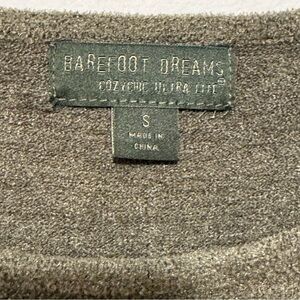 BAREFOOT DREAMS®
COZYCHIC ULTRA LITE
S
MADE IN
CHINA